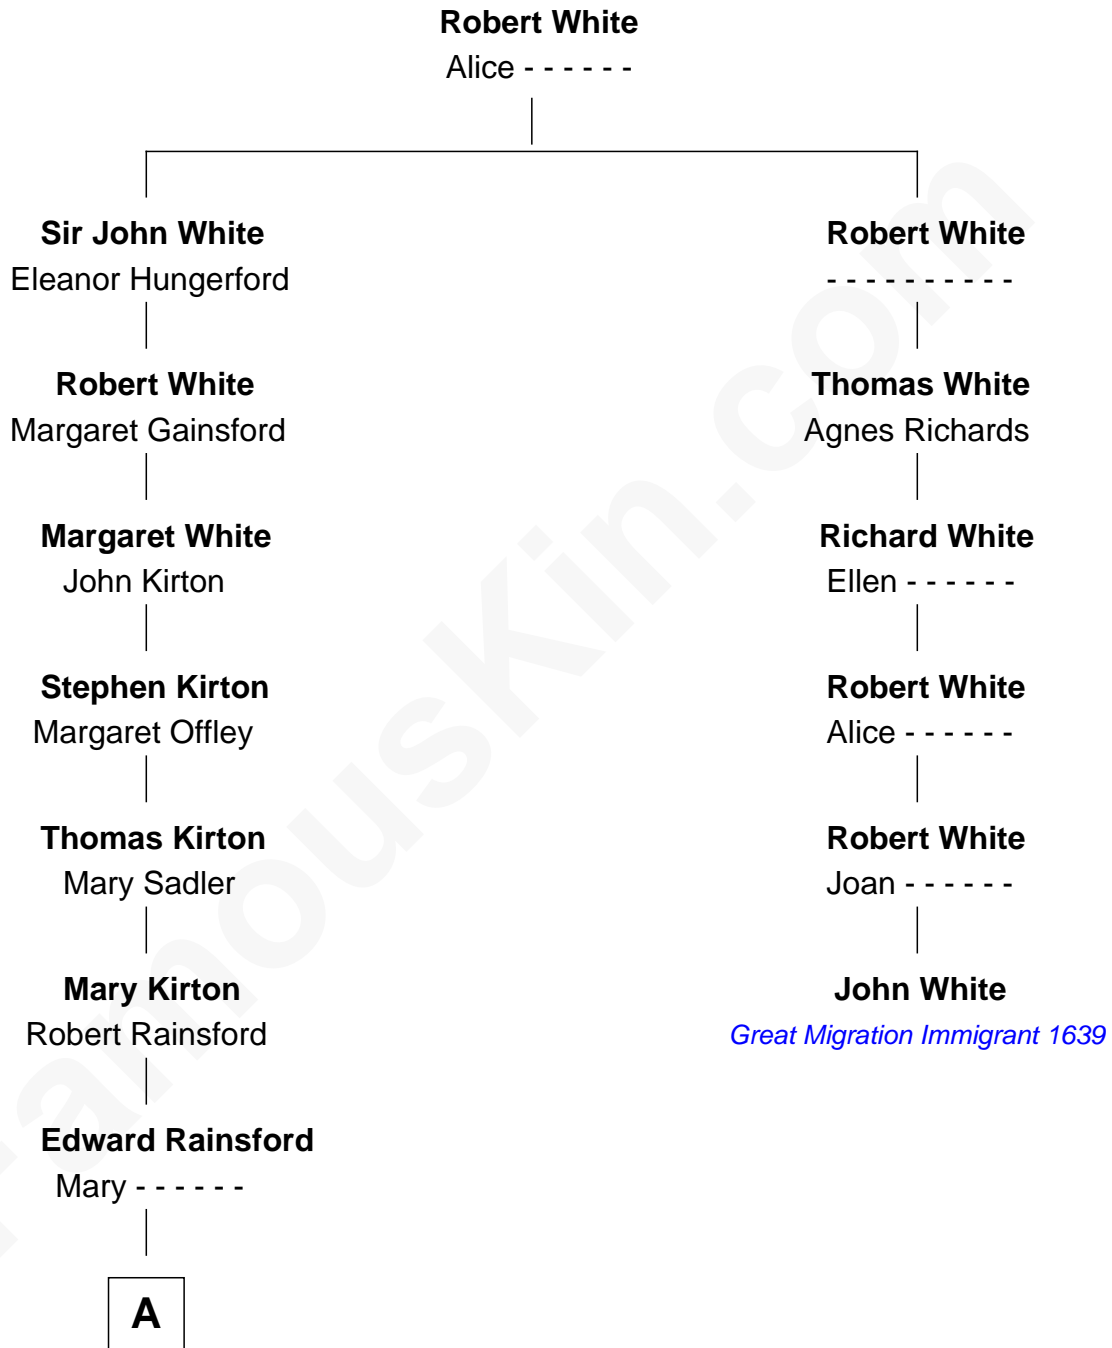 Robert White
Alice - - - - - -
Sir John White
Eleanor Hungerford
Robert White
Margaret Gainsford
Margaret White
John Kirton
Stephen Kirton
Margaret Offley
Thomas Kirton
Mary Sadler
Mary Kirton
Robert Rainsford
Edward Rainsford
Mary - - - - - -
A
Robert White
- - - - - - - - - -
Thomas White
Agnes Richards
Richard White
Ellen - - - - - -
Robert White
Alice - - - - - -
Robert White
Joan - - - - - -
John White
Great Migration Immigrant 1639
FamousKin.com